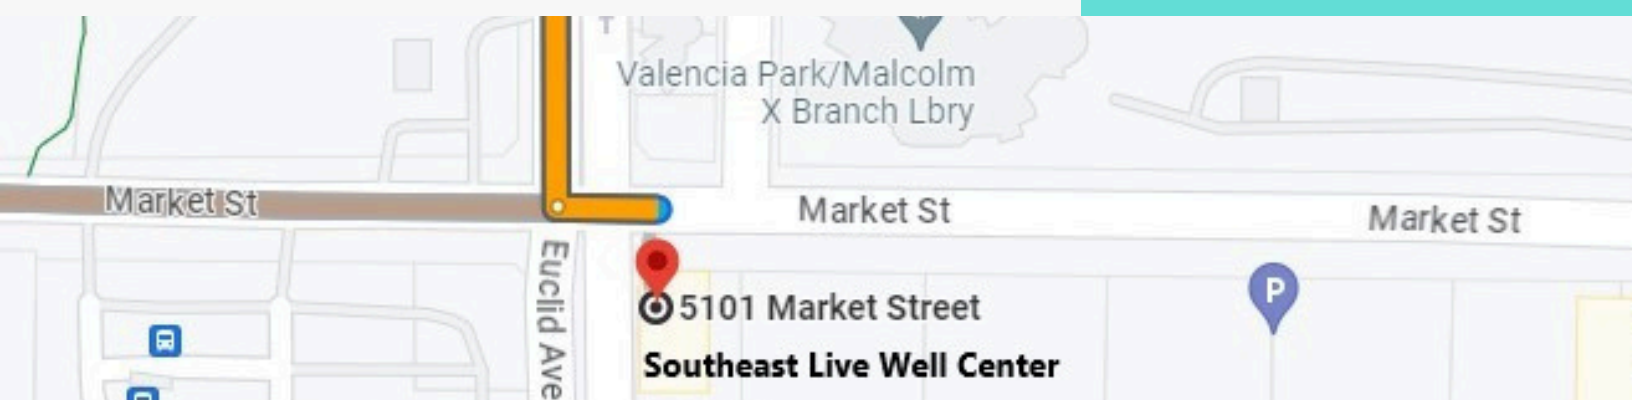 T
Valencia Park/Malcolm
X Branch Lbry
Market St
Market St
Market St
Euclid Ave
5101 Market Street
P
Southeast Live Well Center